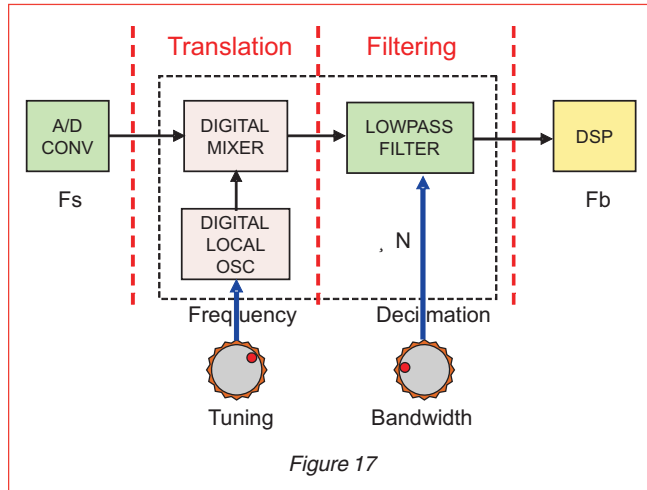 Translation Filtering
A/D
CONV
DIGITAL
MIXER
LOWPASS
FILTER
DSP
Fs
Fb
DIGITAL
LOCAL
OSC
¸ N
Frequency
Decimation
Tuning
Bandwidth
Figure 17